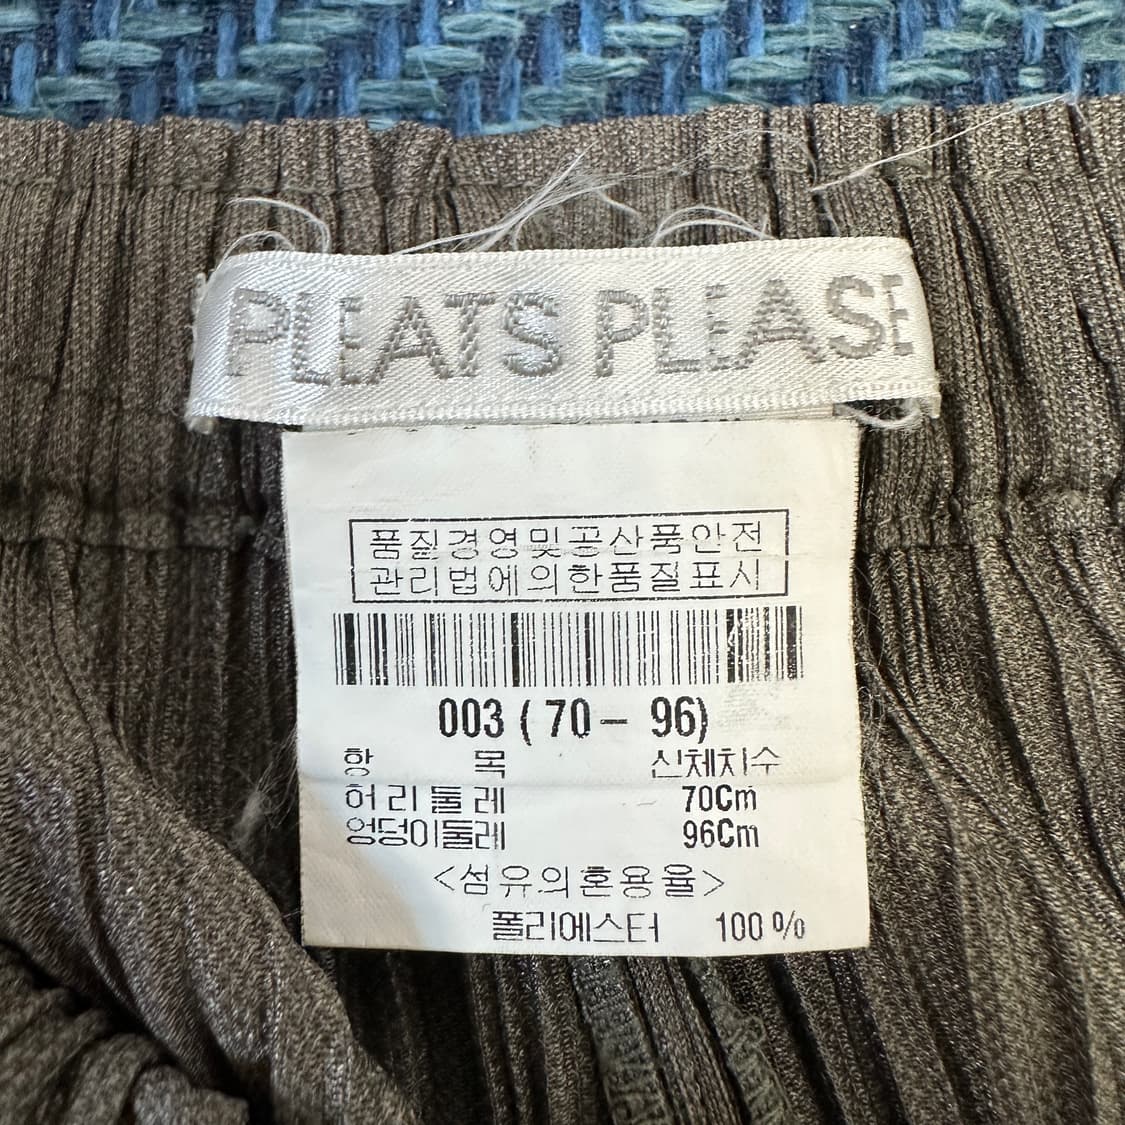 PLEATS PLEASE
품질경영및공산품안전
관리법에의한품질표시
003 ( 70 - 96)
항 목 신체치수
허리둘레 70Cm
엉덩이둘레 96Cm
<섬유의혼용율>
폴리에스터 100 %